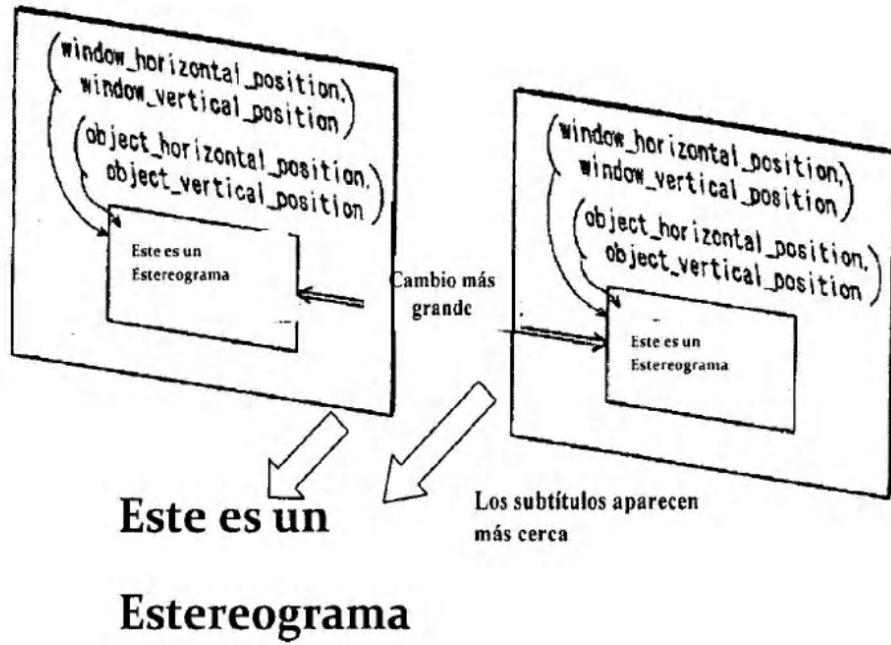 (window_horizontal_position,
window_vertical_position)
(object_horizontal_position,
object_vertical_position)
Este es un
Estereograma
Cambio más
grande
(window_horizontal_position,
window_vertical_position)
(object_horizontal_position,
object_vertical_position)
Este es un
Estereograma
Los subtítulos aparecen
más cerca
Este es un
Estereograma